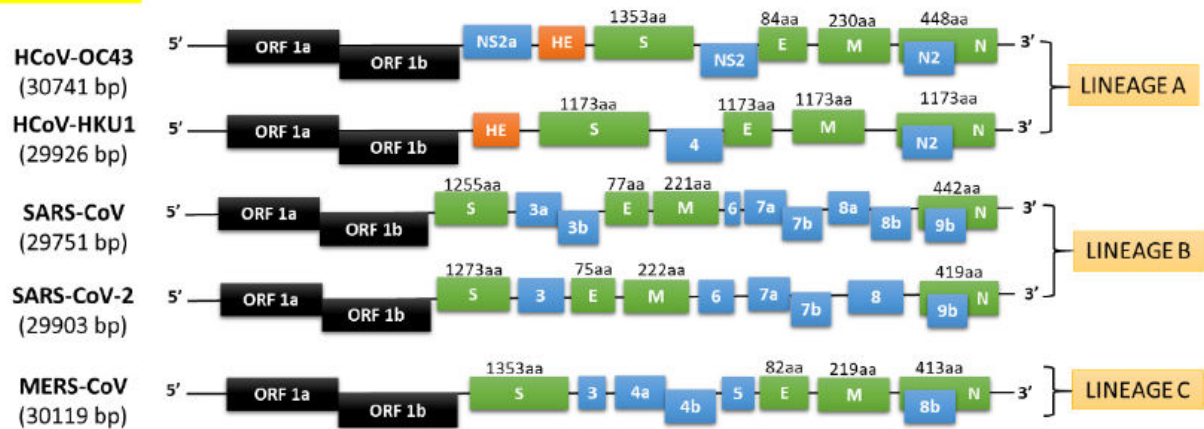 1353aa 84aa 230aa 448aa
5′ ORF 1a ORF 1b NS2a HE S NS2 E M N2 N 3′
HCoV-OC43
(30741 bp)
LINEAGE A
1173aa 1173aa 1173aa 1173aa
5′ ORF 1a ORF 1b HE S 4 E M N2 N 3′
HCoV-HKU1
(29926 bp)
1255aa 77aa 221aa 442aa
5′ ORF 1a ORF 1b S 3a 3b E M 6 7a 7b 8a 8b 9b N 3′
SARS-CoV
(29751 bp)
LINEAGE B
1273aa 75aa 222aa 419aa
5′ ORF 1a ORF 1b S 3 E M 6 7a 7b 8 9b N 3′
SARS-CoV-2
(29903 bp)
1353aa 82aa 219aa 413aa
5′ ORF 1a ORF 1b S 3 4a 4b 5 E M 8b N 3′
MERS-CoV
(30119 bp)
LINEAGE C